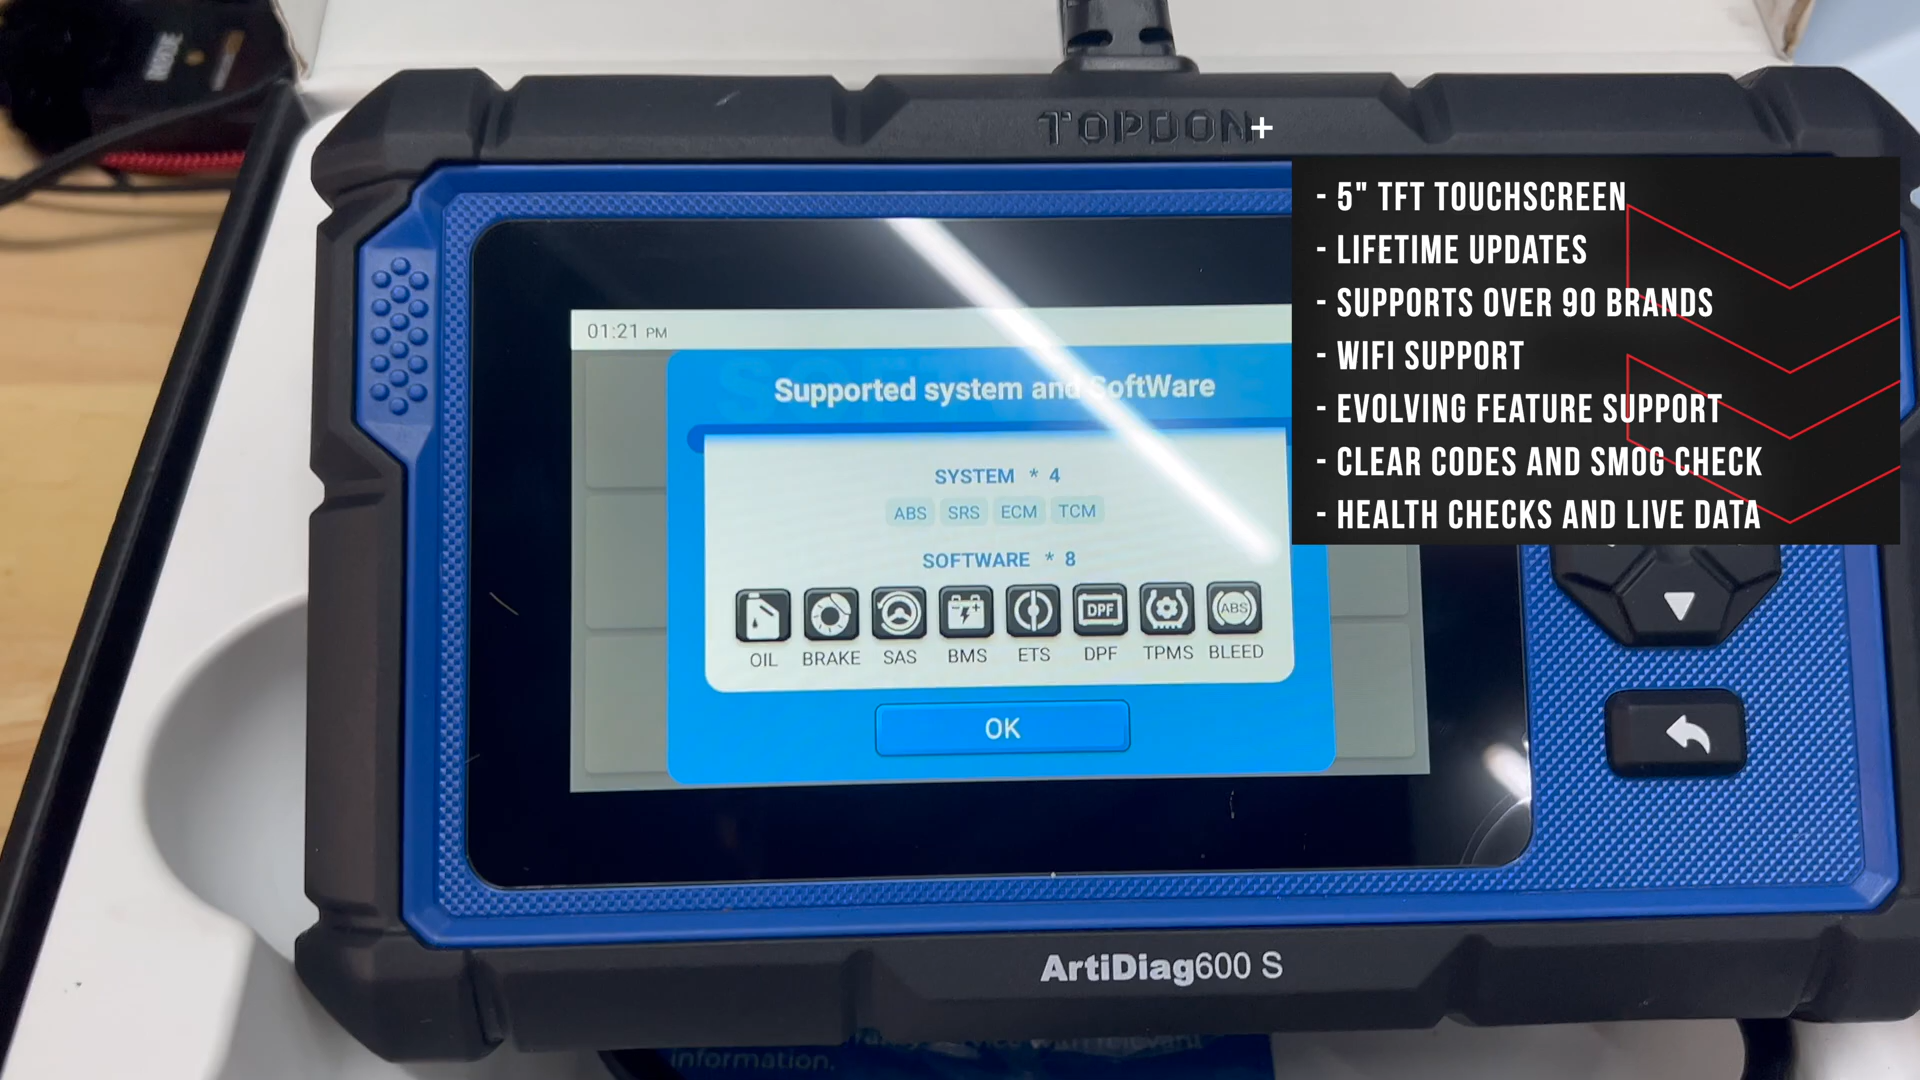 TOPDON
- 5" TFT TOUCHSCREEN
- LIFETIME UPDATES
- SUPPORTS OVER 90 BRANDS
- WIFI SUPPORT
- EVOLVING FEATURE SUPPORT
- CLEAR CODES AND SMOG CHECK
- HEALTH CHECKS AND LIVE DATA
01:21 PM
Supported system and SoftWare
SYSTEM * 4
ABS SRS ECM TCM
SOFTWARE * 8
DPF ABS
OIL BRAKE SAS BMS ETS DPF TPMS BLEED
OK
ArtiDiag600 S
information.